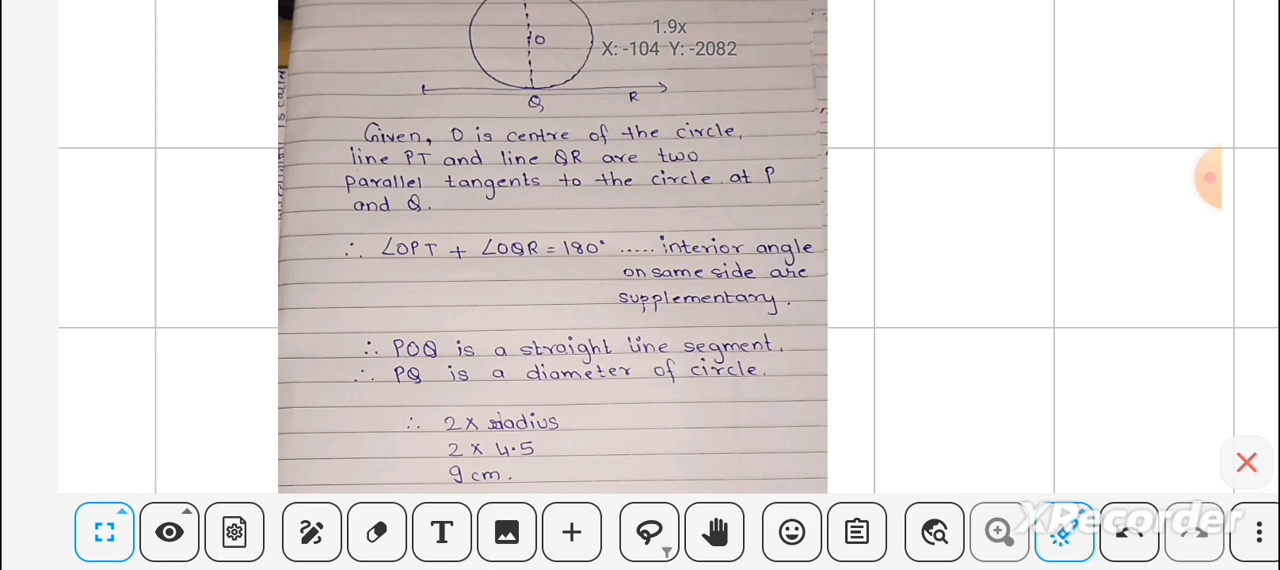 1.9x
X: -104 Y: -2082
O
Q
R
Given, O is centre of the circle,
line PT and line QR are two
parallel tangents to the circle at P
and Q.
∴ ∠OPT + ∠OQR = 180° ..... interior angle
on same side are
supplementary.
∴ POQ is a straight line segment.
∴ PQ is a diameter of circle.
∴ 2 x radius
2 x 4.5
9 cm.
T
XRecorder